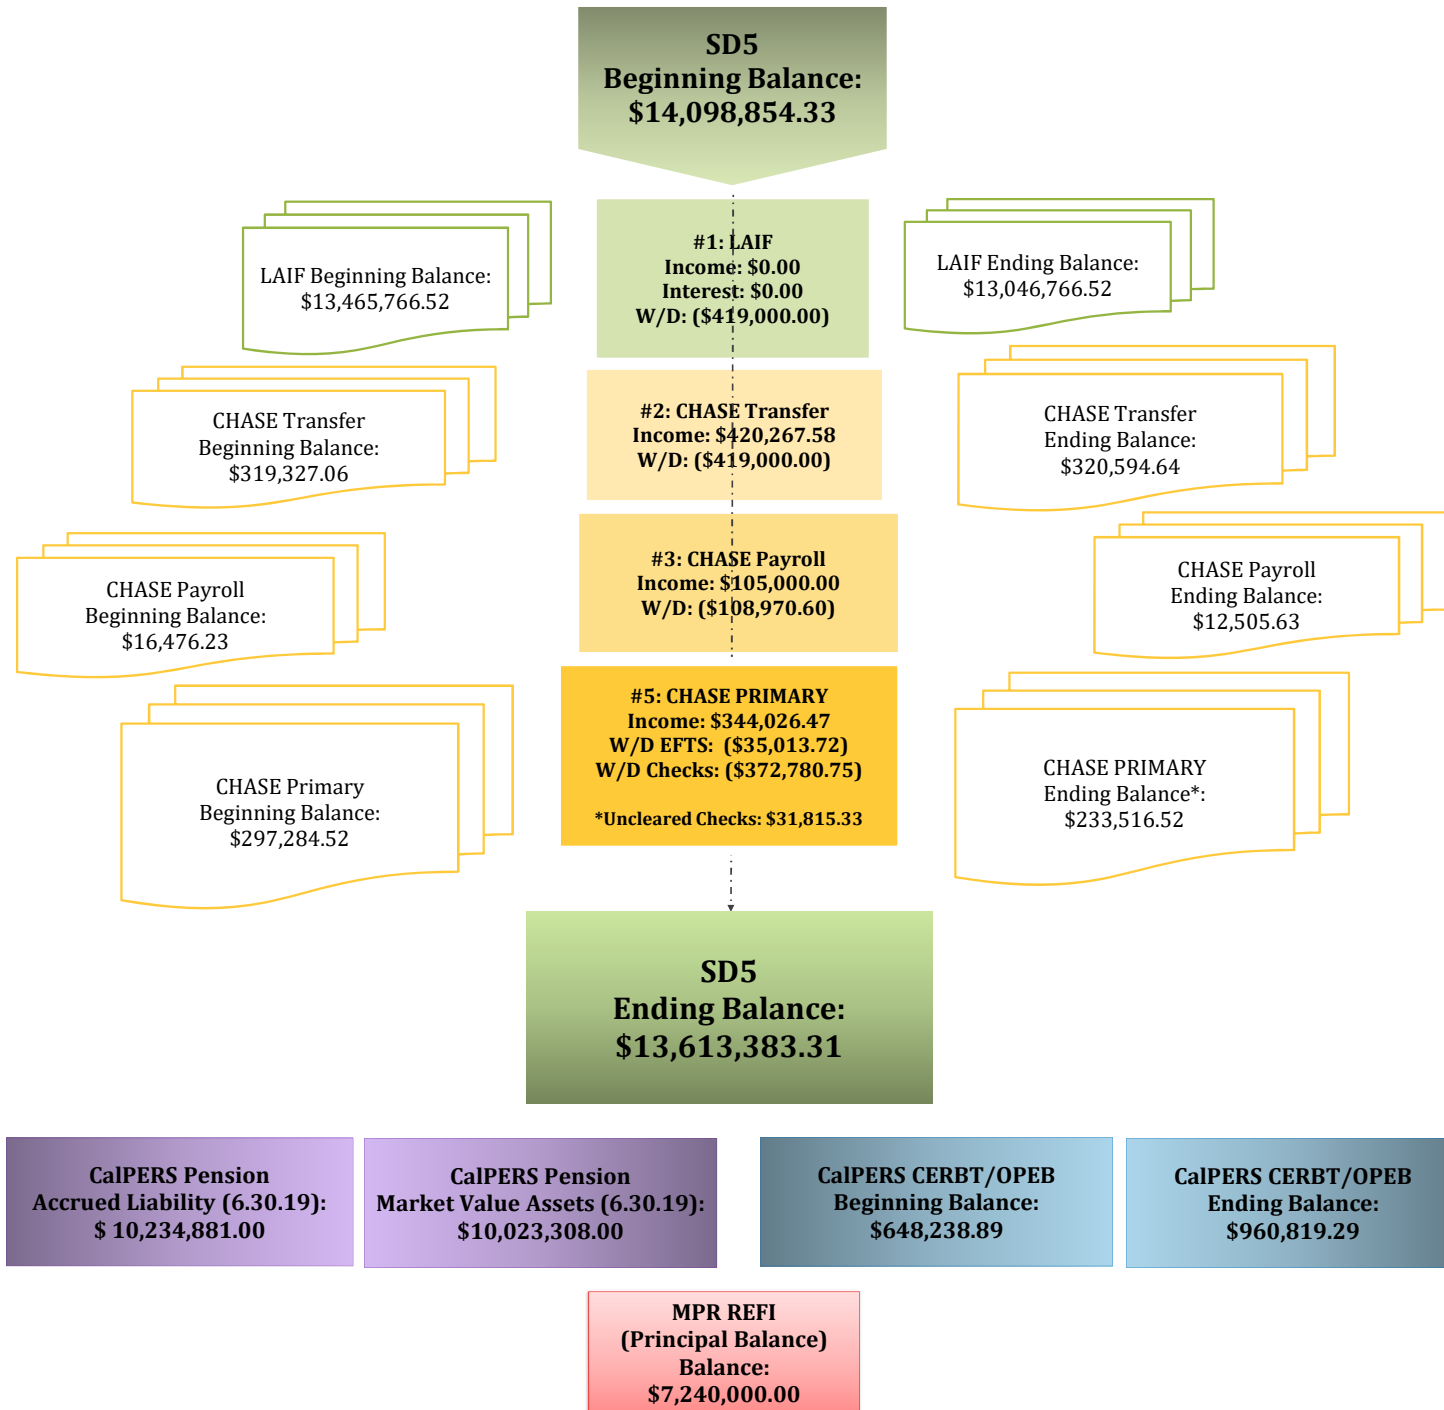 SD5
Beginning Balance:
$14,098,854.33
LAIF Beginning Balance:
$13,465,766.52
#1: LAIF
Income: $0.00
Interest: $0.00
W/D: ($419,000.00)
LAIF Ending Balance:
$13,046,766.52
CHASE Transfer
Beginning Balance:
$319,327.06
#2: CHASE Transfer
Income: $420,267.58
W/D: ($419,000.00)
CHASE Transfer
Ending Balance:
$320,594.64
CHASE Payroll
Beginning Balance:
$16,476.23
#3: CHASE Payroll
Income: $105,000.00
W/D: ($108,970.60)
CHASE Payroll
Ending Balance:
$12,505.63
CHASE Primary
Beginning Balance:
$297,284.52
#5: CHASE PRIMARY
Income: $344,026.47
W/D EFTS:  ($35,013.72)
W/D Checks: ($372,780.75)
*Uncleared Checks: $31,815.33
CHASE PRIMARY
Ending Balance*:
$233,516.52
SD5
Ending Balance:
$13,613,383.31
CalPERS Pension
Accrued Liability (6.30.19):
$ 10,234,881.00
CalPERS Pension
Market Value Assets (6.30.19):
$10,023,308.00
CalPERS CERBT/OPEB
Beginning Balance:
$648,238.89
CalPERS CERBT/OPEB
Ending Balance:
$960,819.29
MPR REFI
(Principal Balance)
Balance:
$7,240,000.00